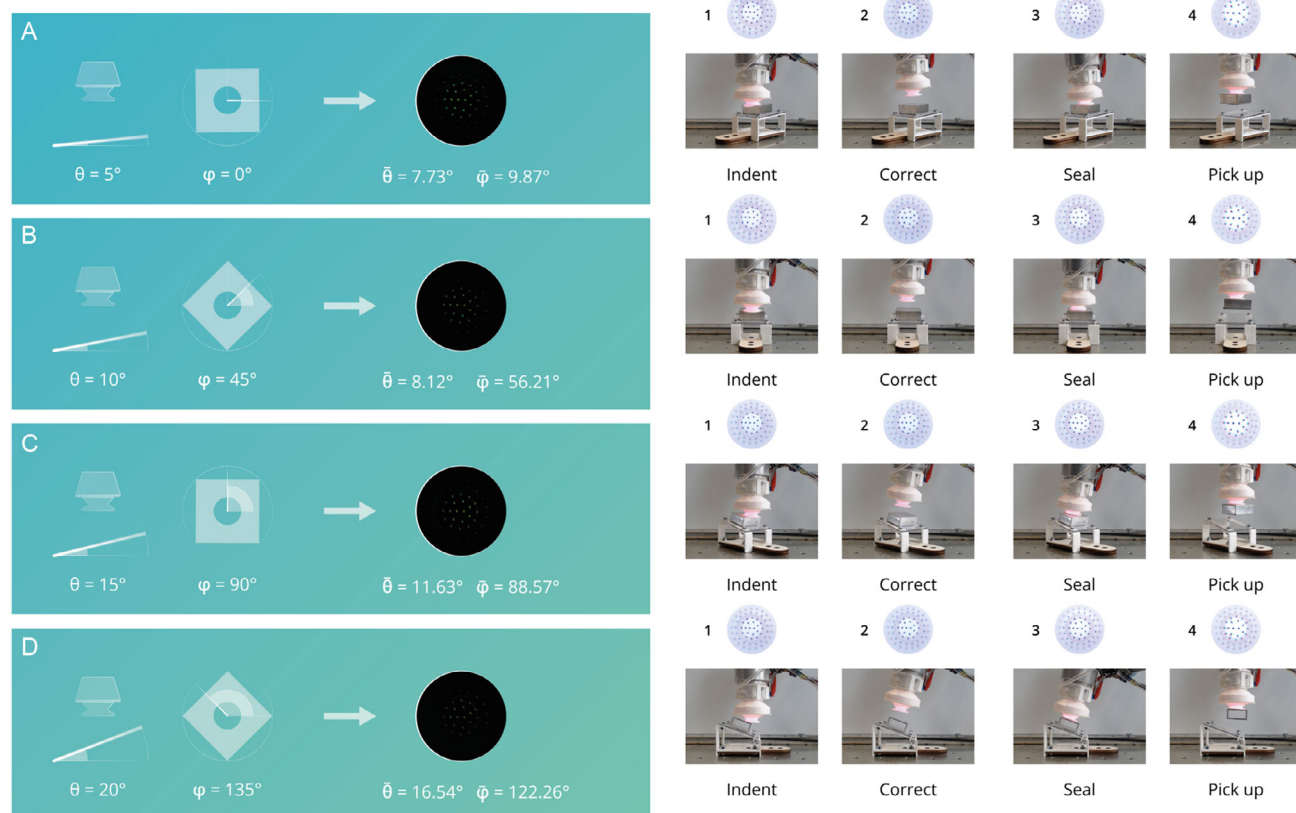 A
θ = 5° φ = 0° θ̄ = 7.73° φ̄ = 9.87°
1 2 3 4
Indent Correct Seal Pick up
B
θ = 10° φ = 45° θ̄ = 8.12° φ̄ = 56.21°
1 2 3 4
Indent Correct Seal Pick up
C
θ = 15° φ = 90° θ̄ = 11.63° φ̄ = 88.57°
1 2 3 4
Indent Correct Seal Pick up
D
θ = 20° φ = 135° θ̄ = 16.54° φ̄ = 122.26°
1 2 3 4
Indent Correct Seal Pick up